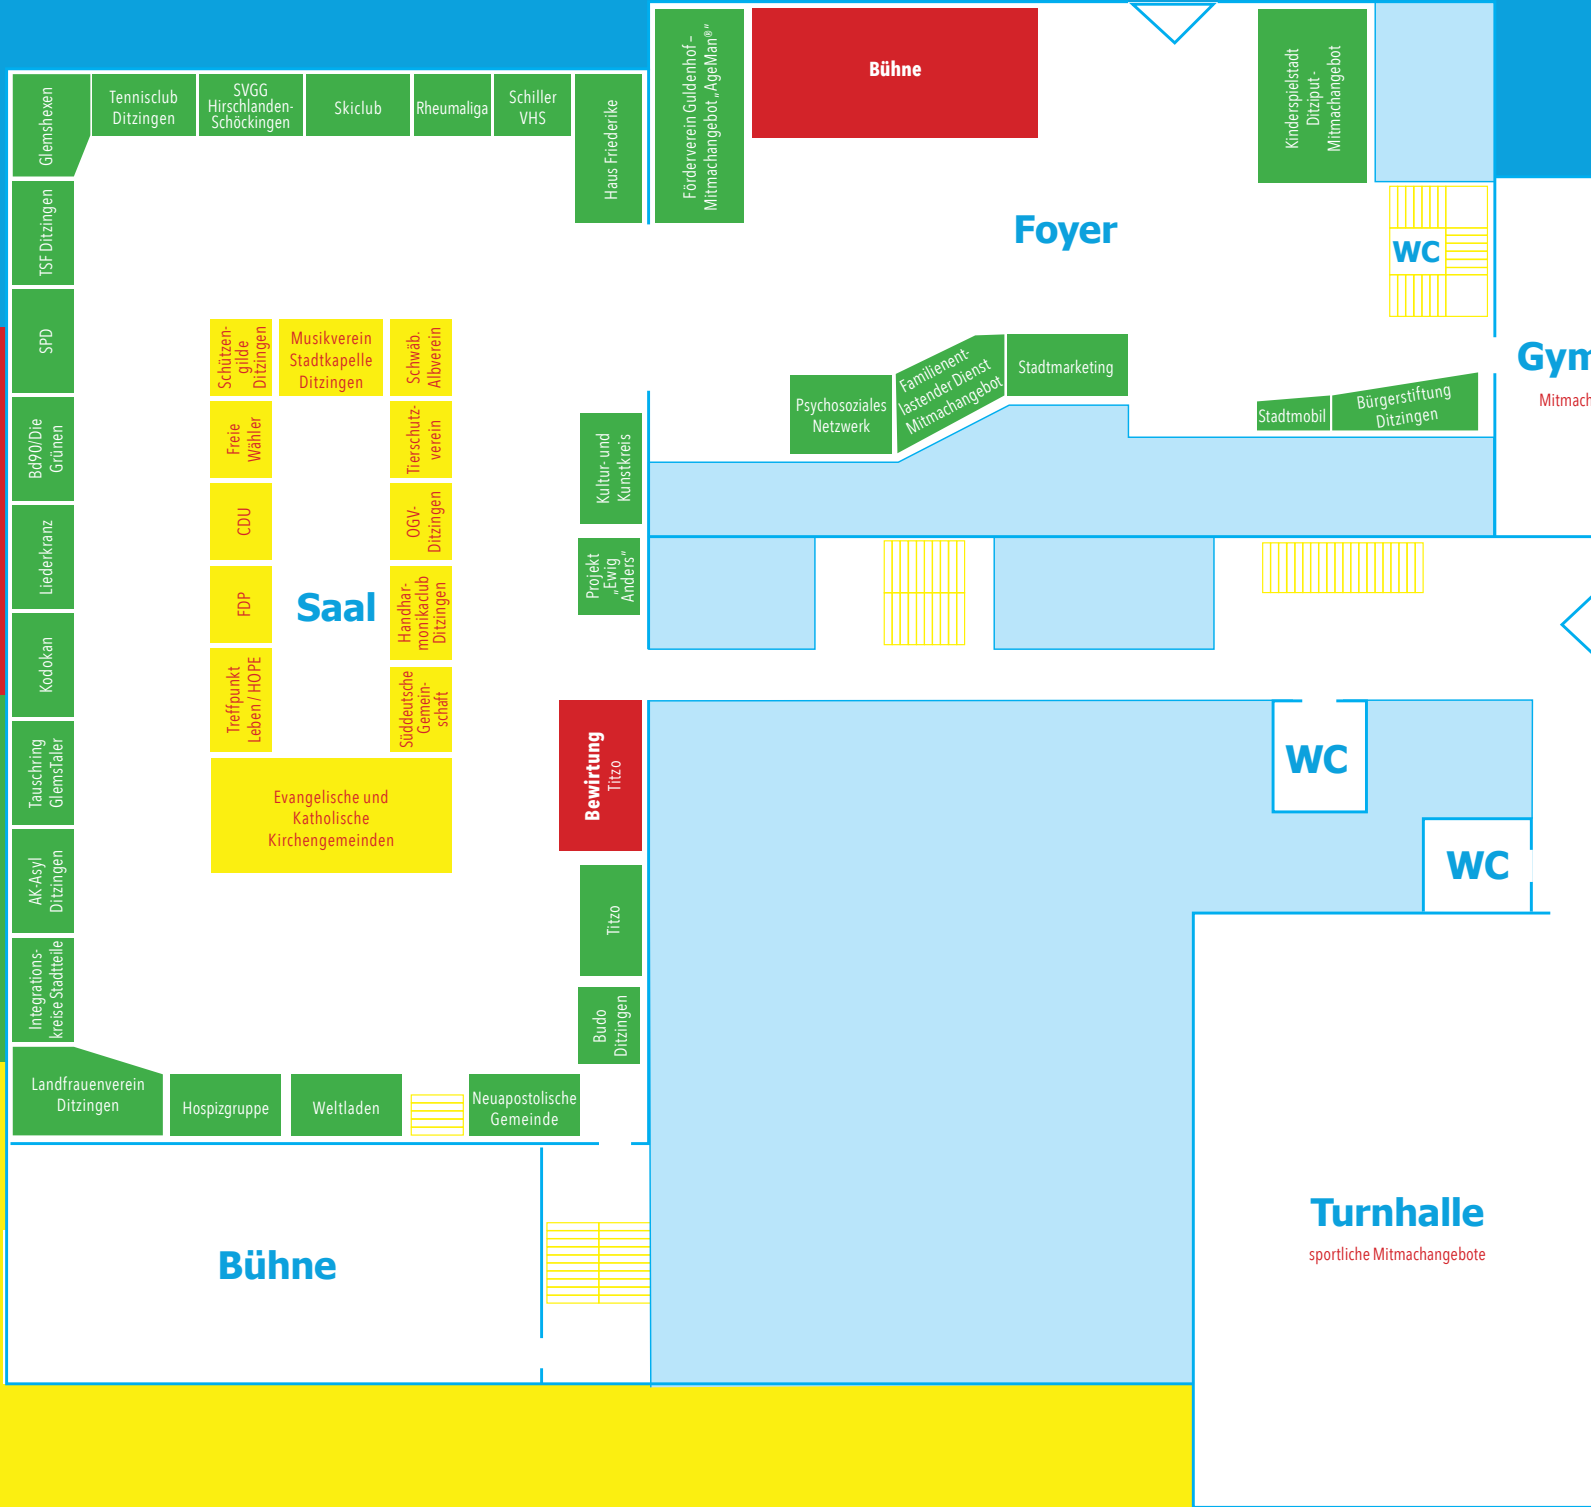 Glemshexen
Tennisclub
Ditzingen
SVGG
Hirschlanden-
Schöckingen
Skiclub
Rheumaliga
Schiller
VHS
Haus Friederike
Förderverein Guldenhof –
Mitmachangebot „AgeMan®“
Bühne
Kinderspielstadt
Ditziput -
Mitmachangebot
TSF Ditzingen
SPD
Bd90/Die
Grünen
Liederkranz
Kodokan
Tauschring
GlemsTaler
AK-Asyl
Ditzingen
Integrations-
kreise Stadtteile
Landfrauenverein
Ditzingen
Hospizgruppe
Weltladen
Neuapostolische
Gemeinde
Schützen-
gilde
Ditzingen
Musikverein
Stadtkapelle
Ditzingen
Schwäb.
Albverein
Freie
Wähler
Tierschutz-
verein
CDU
OGV-
Ditzingen
FDP
Saal
Handhar-
monikaclub
Ditzingen
Treffpunkt
Leben / HOPE
Süddeutsche
Gemein-
schaft
Evangelische und
Katholische
Kirchengemeinden
Kultur- und
Kunstkreis
Projekt
„Ewig
Anders“
Bewirtung
Titzo
Titzo
Budo
Ditzingen
Foyer
WC
Psychosoziales
Netzwerk
Familienent-
lastender Dienst
Mitmachangebot
Stadtmarketing
Stadtmobil
Bürgerstiftung
Ditzingen
Gym
Mitmach
WC
WC
Bühne
Turnhalle
sportliche Mitmachangebote